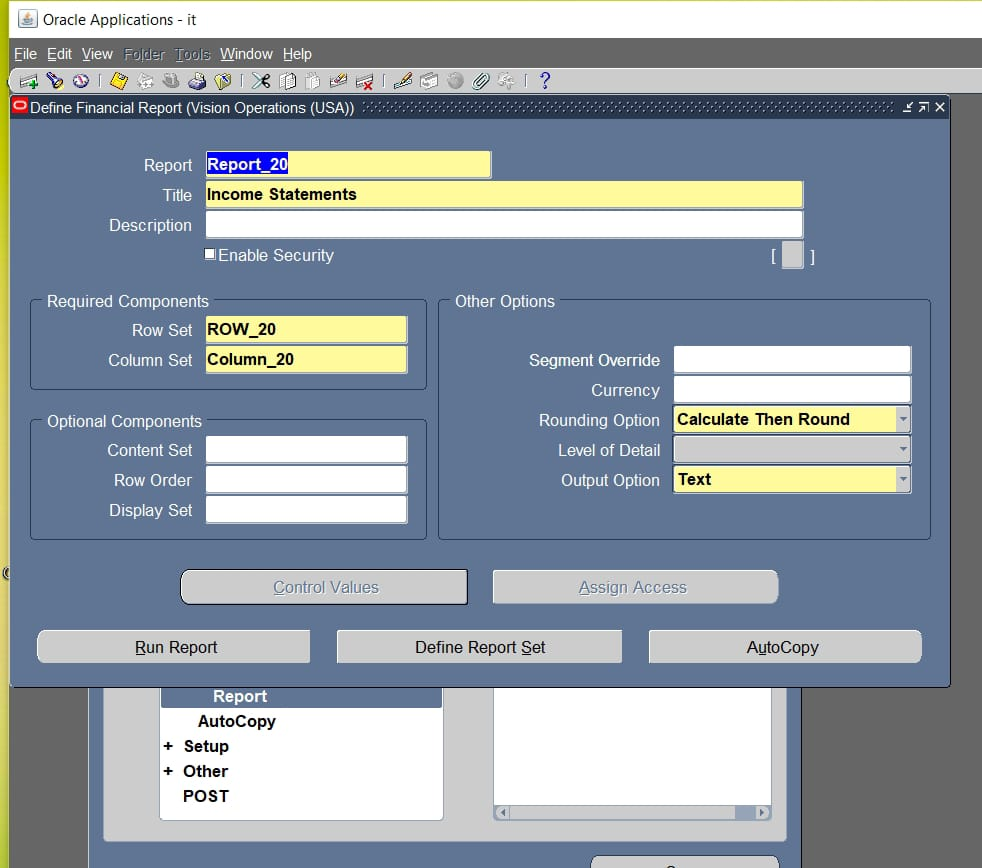 Oracle Applications - it
File Edit View Folder Tools Window Help
?
Define Financial Report (Vision Operations (USA))
Report Report_20
Title Income Statements
Description
Enable Security [ ]
Required Components
Row Set ROW_20
Column Set Column_20
Optional Components
Content Set
Row Order
Display Set
Other Options
Segment Override
Currency
Rounding Option Calculate Then Round
Level of Detail
Output Option Text
Control Values Assign Access
Run Report Define Report Set AutoCopy
Report
AutoCopy
+ Setup
+ Other
POST